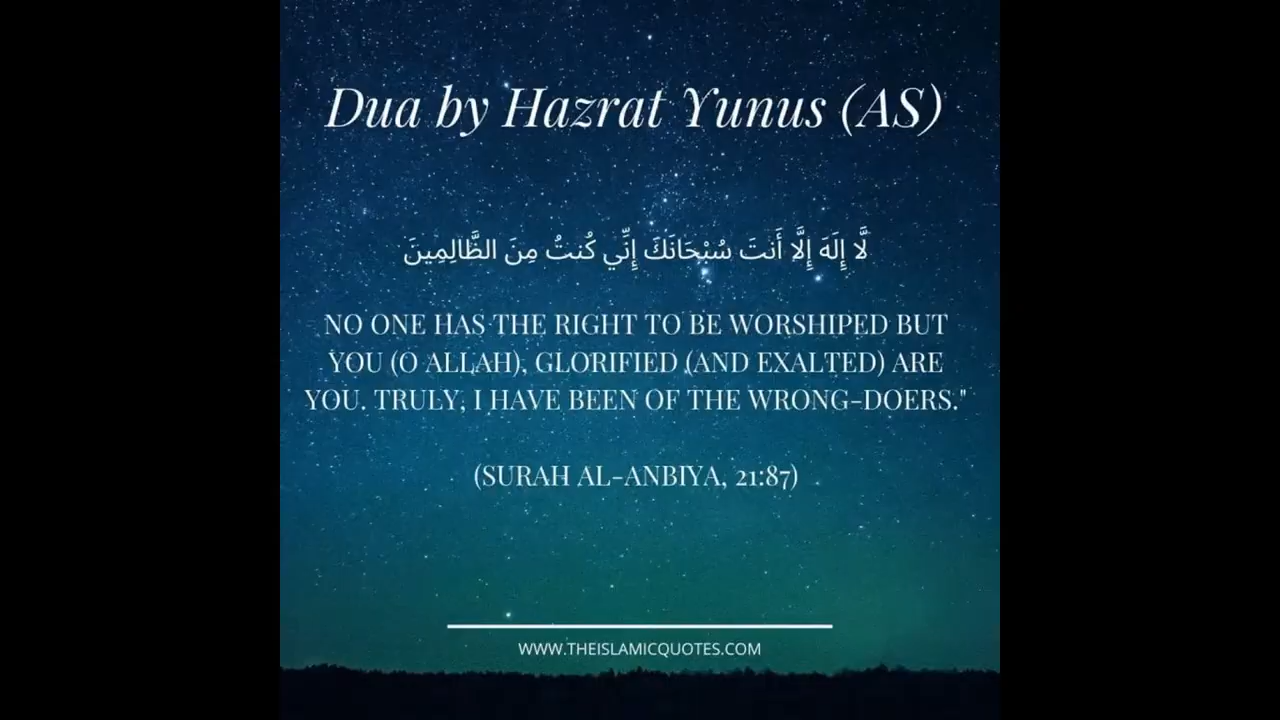 Dua by Hazrat Yunus (AS)
لَّا إِلَهَ إِلَّا أَنتَ سُبْحَانَكَ إِنِّي كُنتُ مِنَ الظَّالِمِينَ
NO ONE HAS THE RIGHT TO BE WORSHIPED BUT
YOU (O ALLAH), GLORIFIED (AND EXALTED) ARE
YOU. TRULY, I HAVE BEEN OF THE WRONG-DOERS."
(SURAH AL-ANBIYA, 21:87)
WWW.THEISLAMICQUOTES.COM